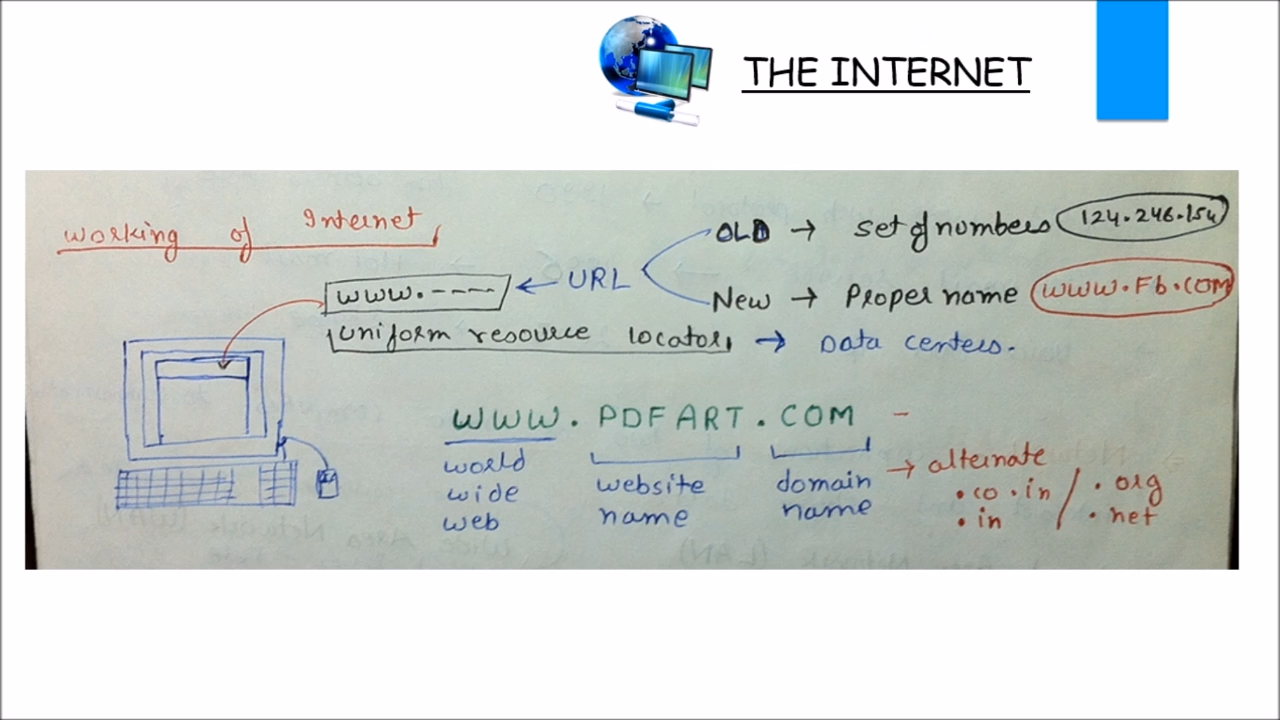 THE INTERNET
Working of Internet
OLD → set of numbers 124.246.154
www.---- ← URL
New → Proper name WWW.Fb.COM
uniform resource locator → Data centers.
WWW.PDFART.COM -
world wide web
website name
domain name
→ alternate
.co.in / .org
.in / .net